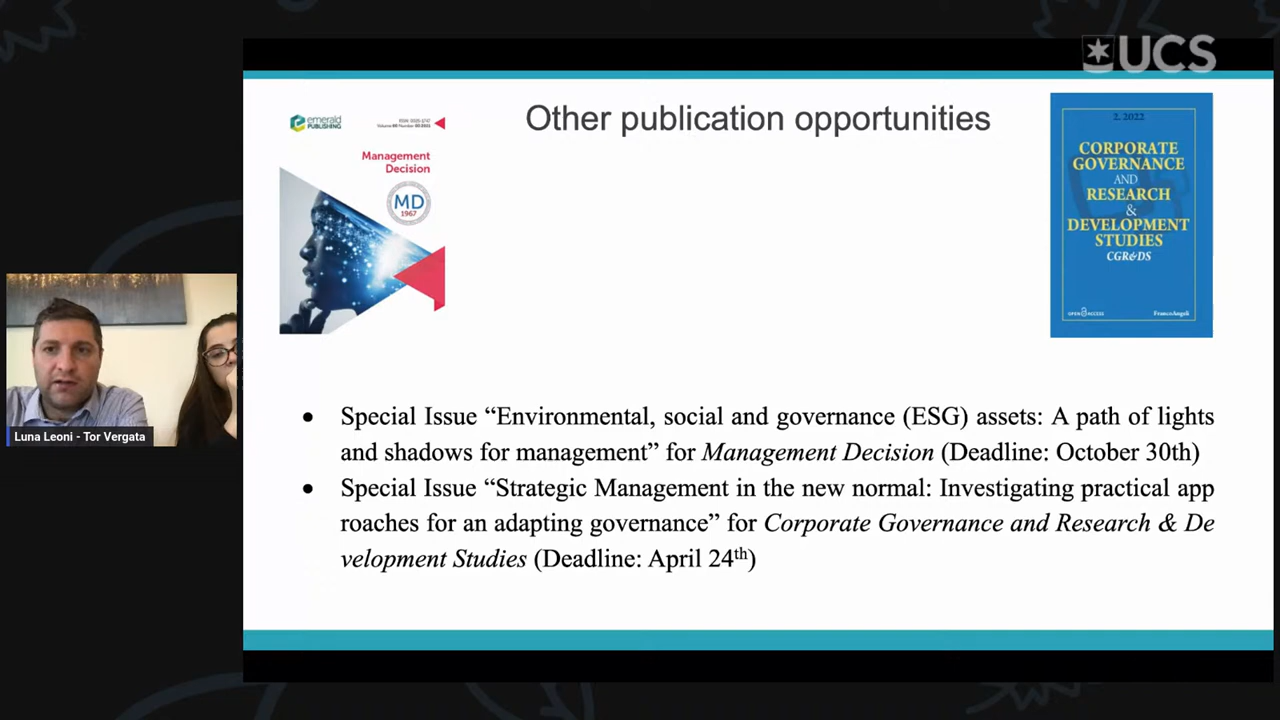 UCS
Other publication opportunities
emerald
PUBLISHING
Management
Decision
MD
1967
2. 2022
CORPORATE
GOVERNANCE
AND
RESEARCH
&
DEVELOPMENT
STUDIES
CGR&DS
OPEN ACCESS
FrancoAngeli
Luna Leoni - Tor Vergata
• Special Issue “Environmental, social and governance (ESG) assets: A path of lights
and shadows for management” for Management Decision (Deadline: October 30th)
• Special Issue “Strategic Management in the new normal: Investigating practical app
roaches for an adapting governance” for Corporate Governance and Research & De
velopment Studies (Deadline: April 24th)